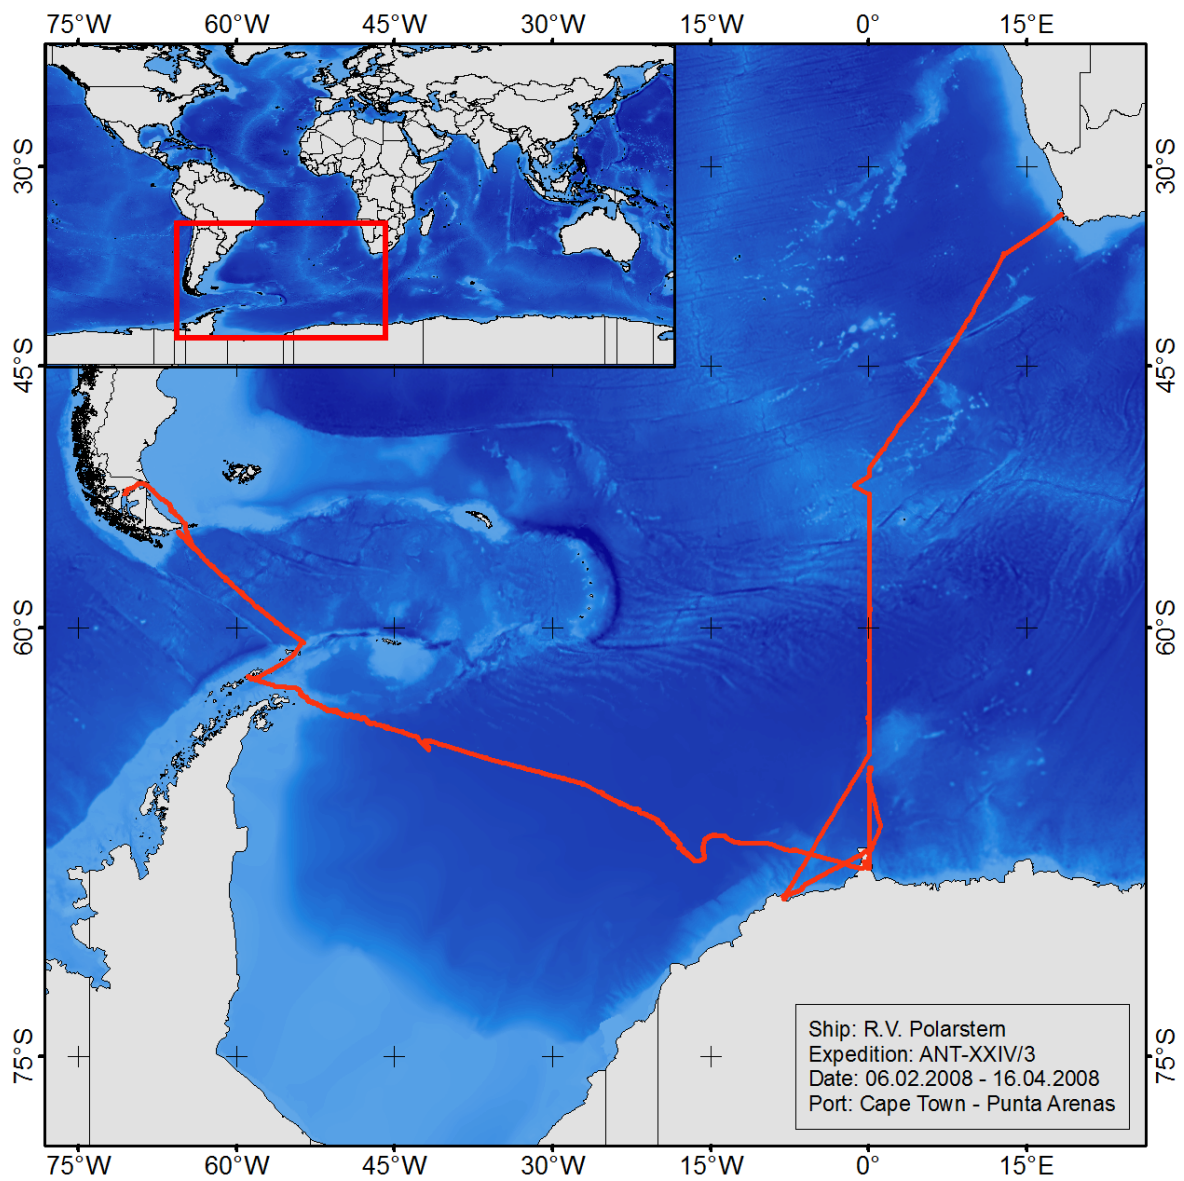 75°W 60°W 45°W 30°W 15°W 0° 15°E
30°S 30°S
45°S 45°S
60°S 60°S
75°S 75°S
Ship: R.V. Polarstern
Expedition: ANT-XXIV/3
Date: 06.02.2008 - 16.04.2008
Port: Cape Town - Punta Arenas
75°W 60°W 45°W 30°W 15°W 0° 15°E